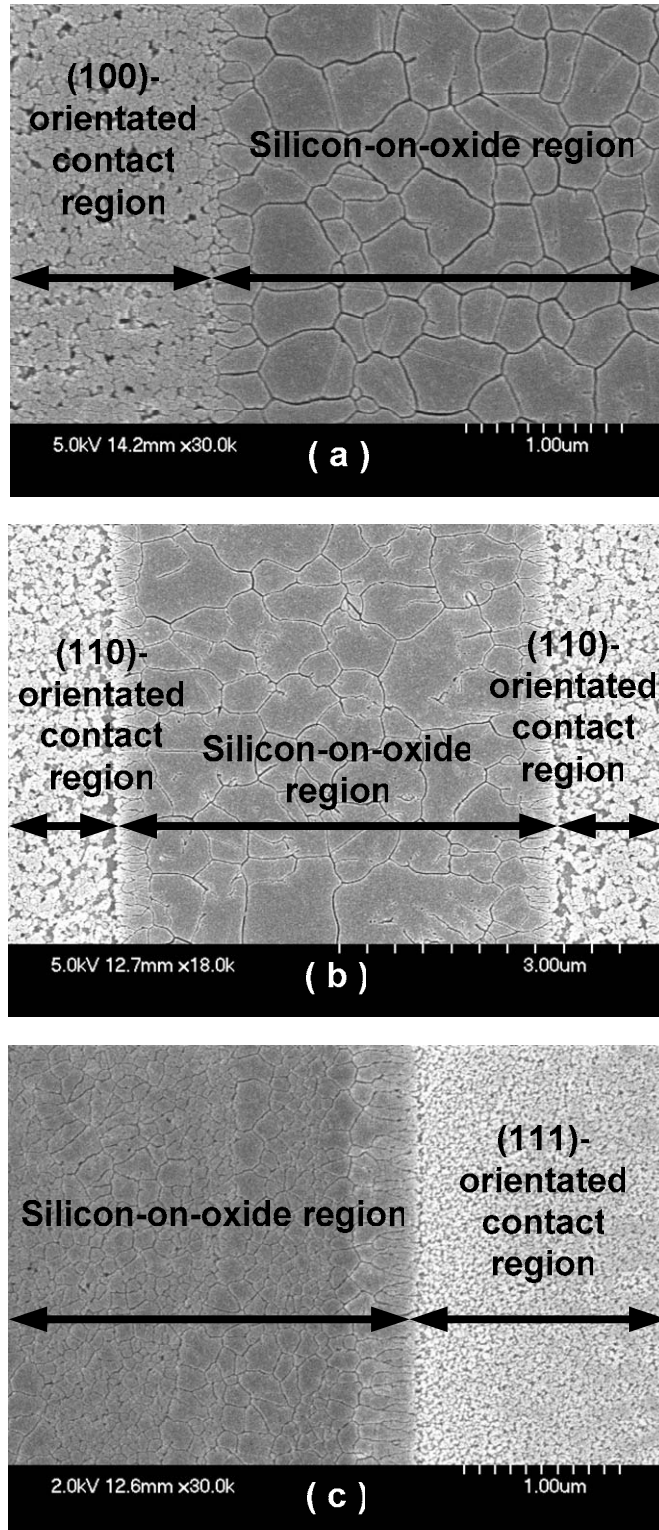 (100)-
orientated
contact
region
Silicon-on-oxide region
5.0kV 14.2mm x30.0k
( a )
1.00um
(110)-
orientated
contact
region
Silicon-on-oxide
region
(110)-
orientated
contact
region
5.0kV 12.7mm x18.0k
( b )
3.00um
Silicon-on-oxide region
(111)-
orientated
contact
region
2.0kV 12.6mm x30.0k
( c )
1.00um